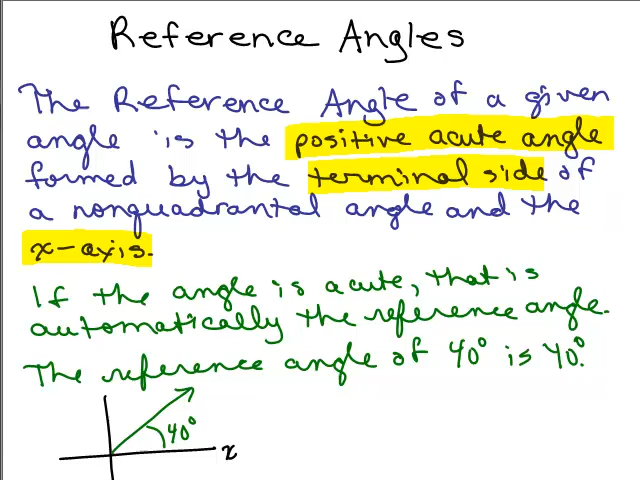 Reference Angles
The Reference Angle of a given
angle is the positive acute angle
formed by the terminal side of
a nonquadrantal angle and the
x-axis.
If the angle is acute, that is
automatically the reference angle.
The reference angle of 40° is 40°.
40°
x